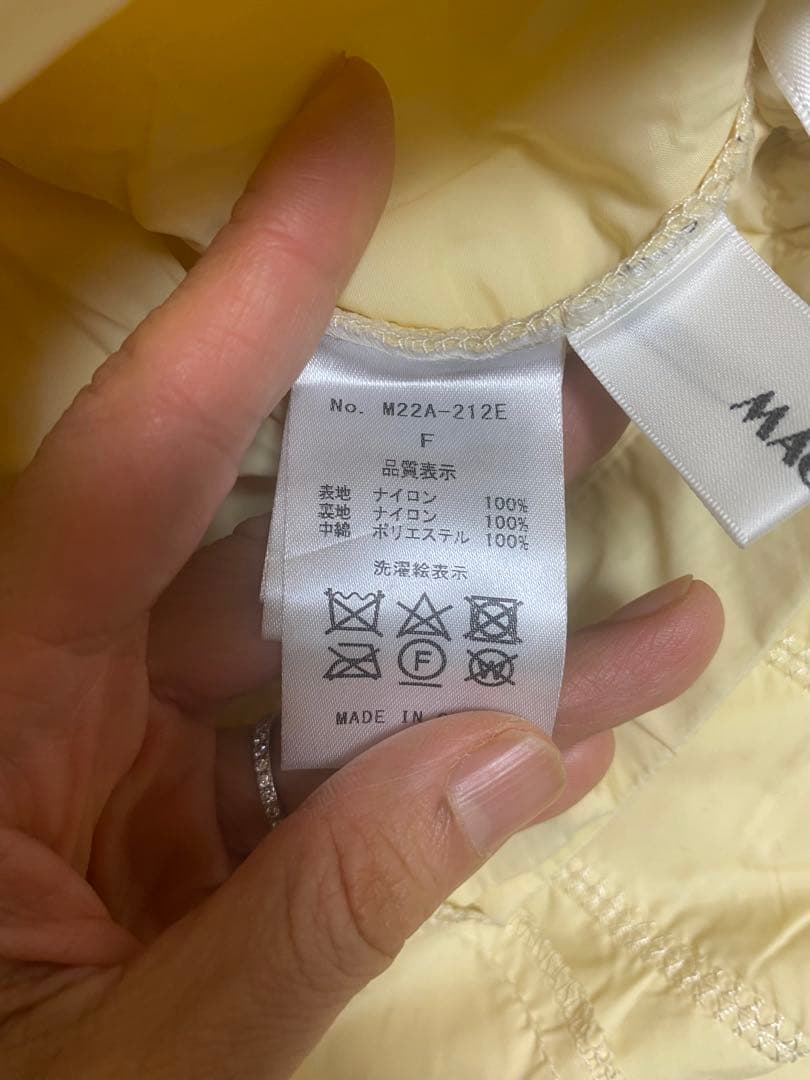 No. M22A-212E
F
品質表示
表地 ナイロン 100%
裏地 ナイロン 100%
中綿 ポリエステル 100%
洗濯絵表示
F
W
MADE IN